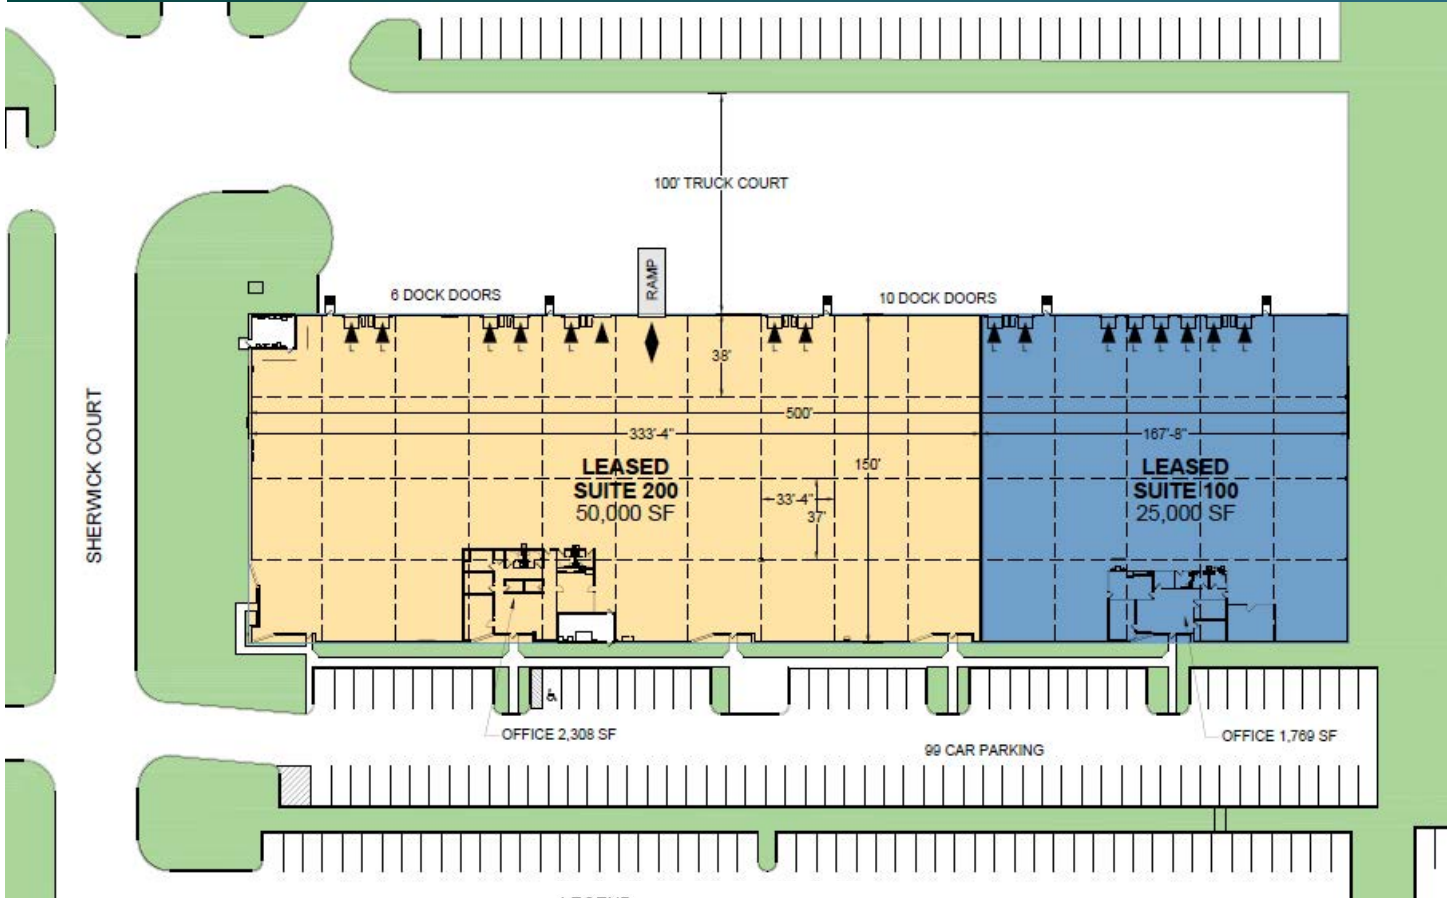 100' TRUCK COURT
RAMP
6 DOCK DOORS
10 DOCK DOORS
L L L L L L L L L L L L L L L
38'
500'
333'-4"
167'-8"
150'
LEASED
SUITE 200
50,000 SF
LEASED
SUITE 100
25,000 SF
33'-4"
37'
SHERWICK COURT
OFFICE 2,308 SF
OFFICE 1,769 SF
99 CAR PARKING